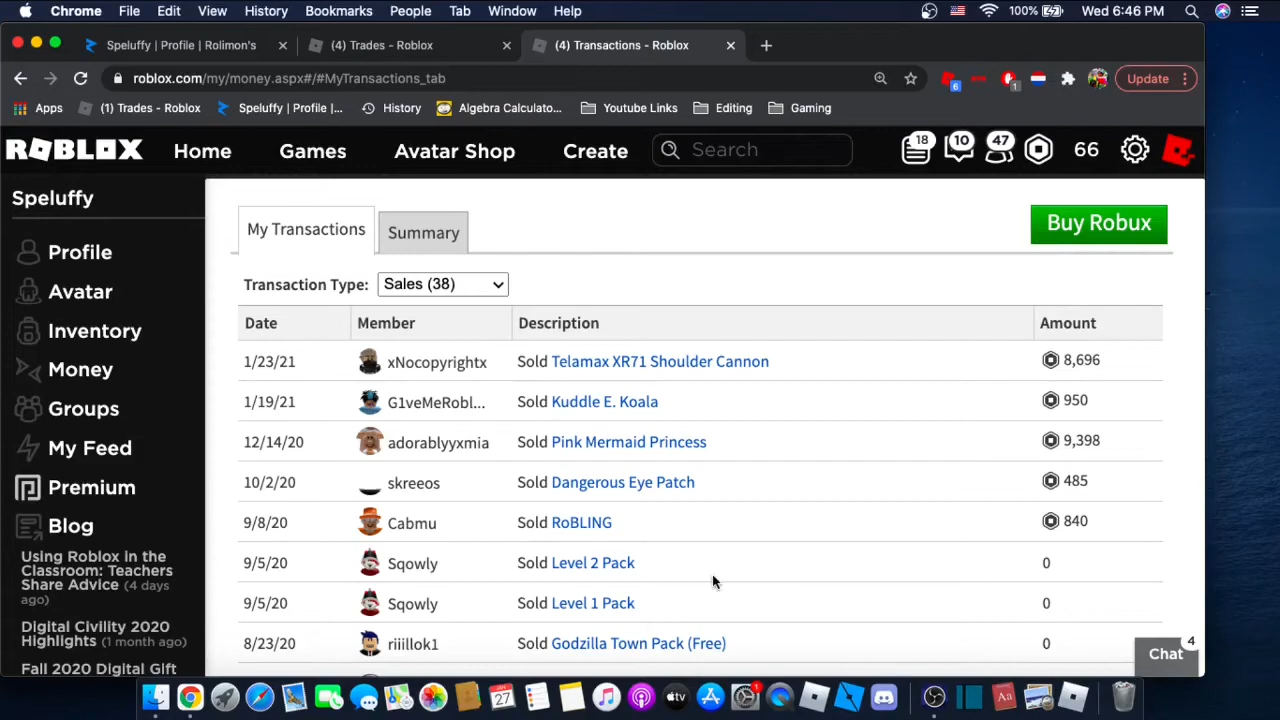 Chrome File Edit View History Bookmarks People Tab Window Help 100% Wed 6:46 PM
Speluffy | Profile | Rolimon's (4) Trades - Roblox (4) Transactions - Roblox
roblox.com/my/money.aspx#/#MyTransactions_tab 6 1 Update
Apps (1) Trades - Roblox Speluffy | Profile |... History Algebra Calculato... Youtube Links Editing Gaming
ROBLOX Home Games Avatar Shop Create Search 18 10 47 66
Speluffy
Profile
Avatar
Inventory
Money
Groups
My Feed
Premium
Blog
Using Roblox in the
Classroom: Teachers
Share Advice (4 days
ago)
Digital Civility 2020
Highlights (1 month ago)
Fall 2020 Digital Gift
My Transactions Summary Buy Robux
Transaction Type: Sales (38)
Date Member Description Amount
1/23/21 xNocopyrightx Sold Telamax XR71 Shoulder Cannon 8,696
1/19/21 G1veMeRobl... Sold Kuddle E. Koala 950
12/14/20 adorablyyxmia Sold Pink Mermaid Princess 9,398
10/2/20 skreeos Sold Dangerous Eye Patch 485
9/8/20 Cabmu Sold RoBLING 840
9/5/20 Sqowly Sold Level 2 Pack 0
9/5/20 Sqowly Sold Level 1 Pack 0
8/23/20 riiillok1 Sold Godzilla Town Pack (Free) 0
Chat 4
JAN 27 tv 1 Aa